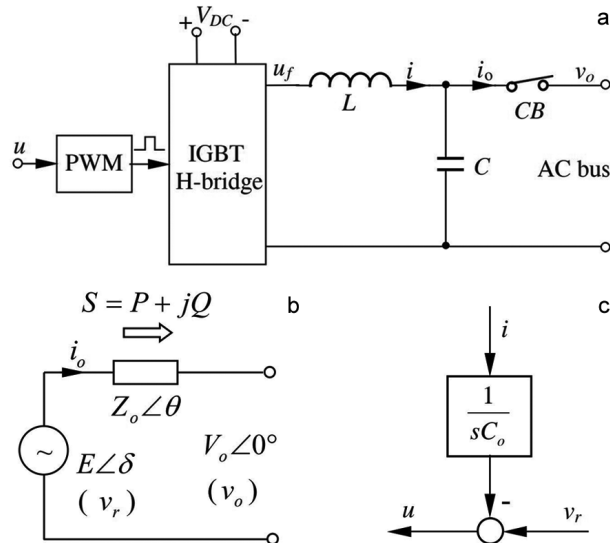 a
+ V_DC -
u_f
L
i
i_o
CB
v_o
u
PWM
IGBT
H-bridge
C
AC bus
b
S = P + jQ
i_o
Z_o∠θ
~
E∠δ
( v_r )
V_o∠0°
( v_o )
c
i
1
sC_o
-
u
v_r